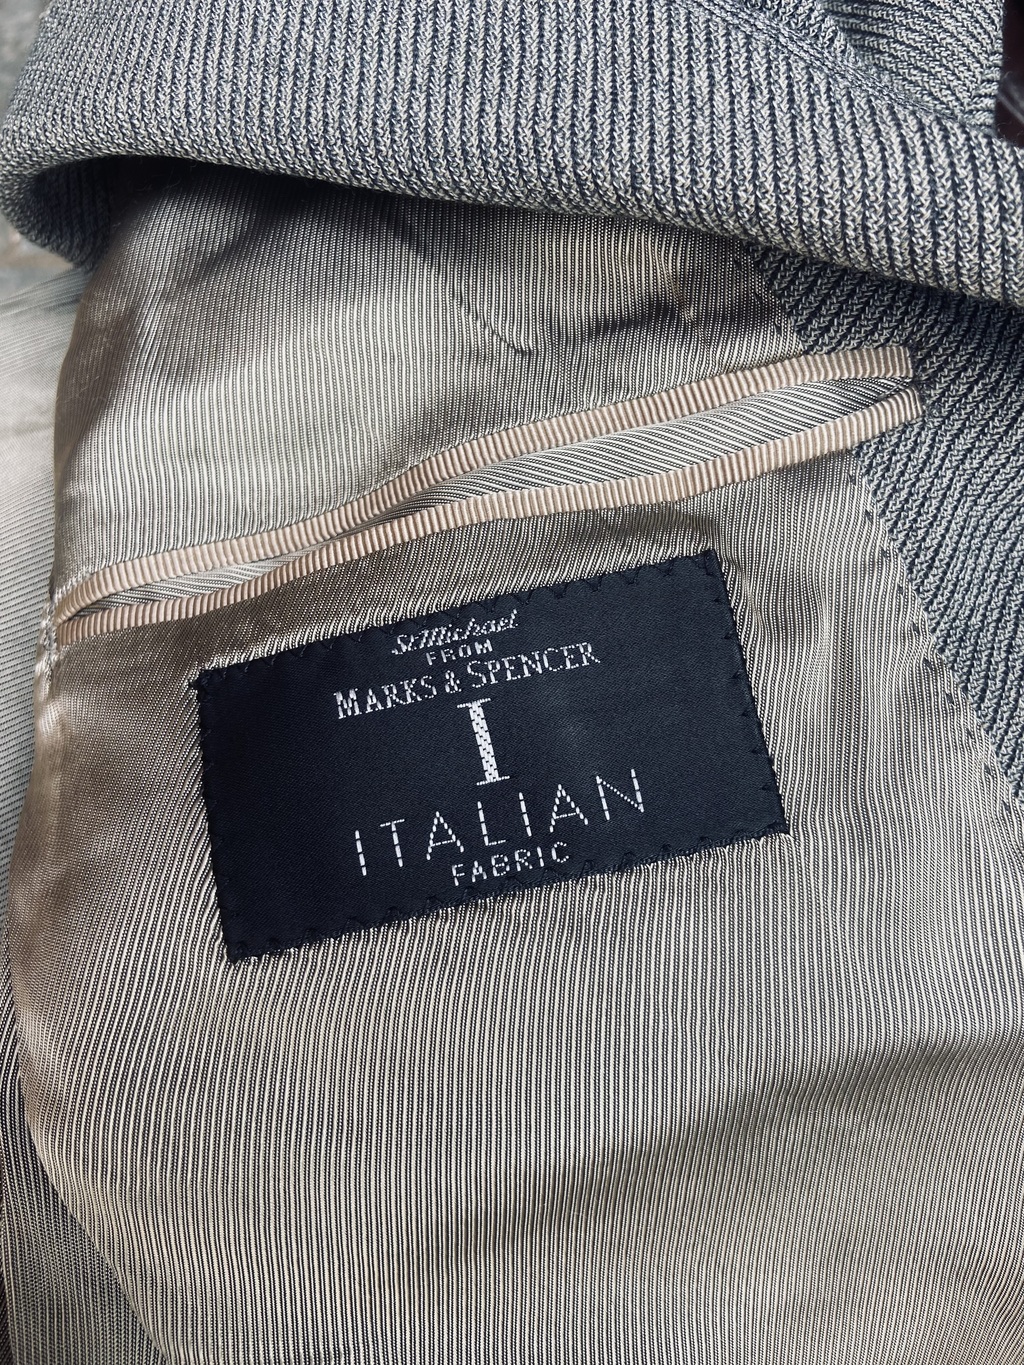 St Michael
FROM
MARKS & SPENCER
I
ITALIAN
FABRIC